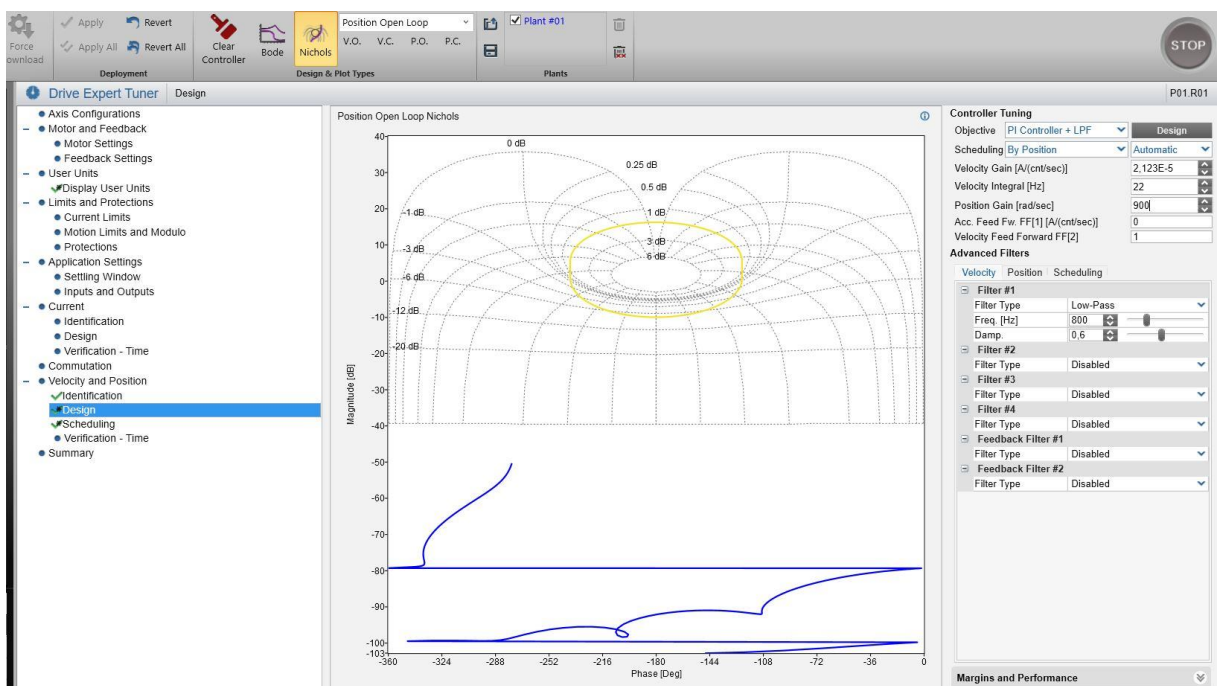 Force
ownload
Apply
Revert
Apply All
Revert All
Deployment
Clear
Controller
Bode
Nichols
Position Open Loop
V.O. V.C. P.O. P.C.
Design & Plot Types
Plant #01
Plants
STOP
Drive Expert Tuner Design
P01.R01
Axis Configurations
Motor and Feedback
Motor Settings
Feedback Settings
User Units
Display User Units
Limits and Protections
Current Limits
Motion Limits and Modulo
Protections
Application Settings
Settling Window
Inputs and Outputs
Current
Identification
Design
Verification - Time
Commutation
Velocity and Position
Identification
Design
Scheduling
Verification - Time
Summary
Position Open Loop Nichols
Magnitude [dB]
40
30
20
10
0
-10
-20
-30
-40
-50
-60
-70
-80
-90
-100
-103
0 dB
0.25 dB
0.5 dB
1 dB
3 dB
6 dB
-1 dB
-3 dB
-6 dB
-12 dB
-20 dB
-360 -324 -288 -252 -216 -180 -144 -108 -72 -36 0
Phase [Deg]
Controller Tuning
Objective PI Controller + LPF Design
Scheduling By Position Automatic
Velocity Gain [A/(cnt/sec)] 2,123E-5
Velocity Integral [Hz] 22
Position Gain [rad/sec] 900
Acc. Feed Fw. FF[1] [A/(cnt/sec)] 0
Velocity Feed Forward FF[2] 1
Advanced Filters
Velocity Position Scheduling
Filter #1
Filter Type Low-Pass
Freq. [Hz] 800
Damp. 0,6
Filter #2
Filter Type Disabled
Filter #3
Filter Type Disabled
Filter #4
Filter Type Disabled
Feedback Filter #1
Filter Type Disabled
Feedback Filter #2
Filter Type Disabled
Margins and Performance